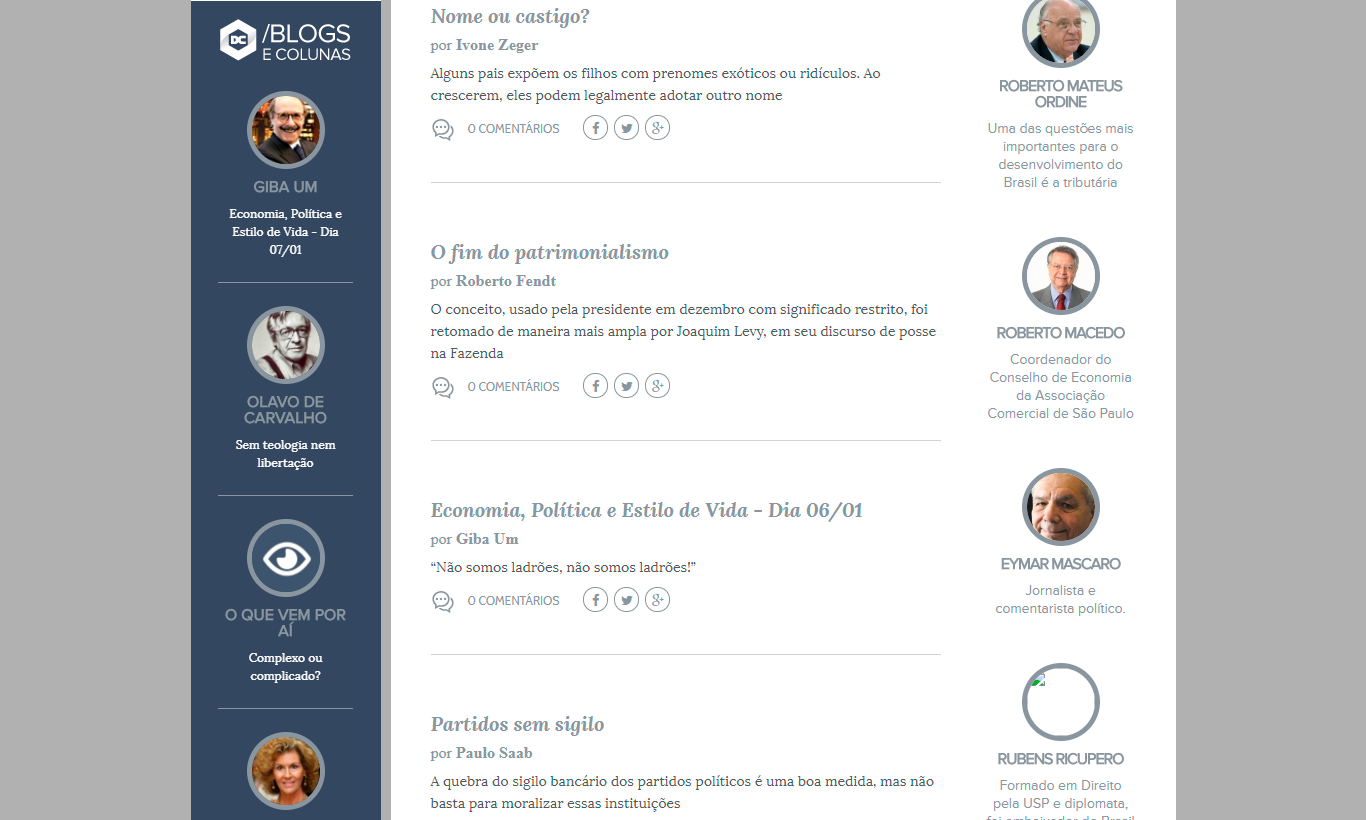 DC /BLOGS
E COLUNAS
GIBA UM
Economia, Política e
Estilo de Vida - Dia
07/01
OLAVO DE
CARVALHO
Sem teologia nem
libertação
O QUE VEM POR
AÍ
Complexo ou
complicado?
Nome ou castigo?
por Ivone Zeger
Alguns pais expõem os filhos com prenomes exóticos ou ridículos. Ao
crescerem, eles podem legalmente adotar outro nome
0 COMENTÁRIOS
O fim do patrimonialismo
por Roberto Fendt
O conceito, usado pela presidente em dezembro com significado restrito, foi
retomado de maneira mais ampla por Joaquim Levy, em seu discurso de posse
na Fazenda
0 COMENTÁRIOS
Economia, Política e Estilo de Vida - Dia 06/01
por Giba Um
“Não somos ladrões, não somos ladrões!”
0 COMENTÁRIOS
Partidos sem sigilo
por Paulo Saab
A quebra do sigilo bancário dos partidos políticos é uma boa medida, mas não
basta para moralizar essas instituições
ROBERTO MATEUS
ORDINE
Uma das questões mais
importantes para o
desenvolvimento do
Brasil é a tributária
ROBERTO MACEDO
Coordenador do
Conselho de Economia
da Associação
Comercial de São Paulo
EYMAR MASCARO
Jornalista e
comentarista político.
RUBENS RICUPERO
Formado em Direito
pela USP e diplomata,
foi embaixador do Brasil